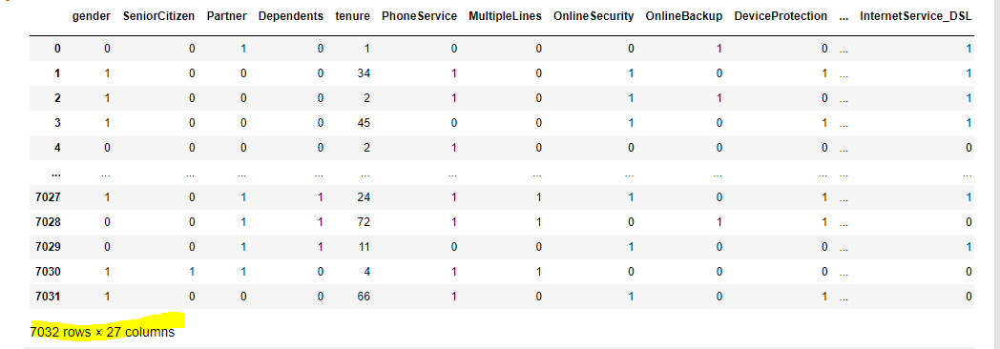 gender SeniorCitizen Partner Dependents tenure PhoneService MultipleLines OnlineSecurity OnlineBackup DeviceProtection ... InternetService_DSL
0 0 0 1 0 1 0 0 0 1 0 ... 1
1 1 0 0 0 34 1 0 1 0 1 ... 1
2 1 0 0 0 2 1 0 1 1 0 ... 1
3 1 0 0 0 45 0 0 1 0 1 ... 1
4 0 0 0 0 2 1 0 0 0 0 ... 0
... ... ... ... ... ... ... ... ... ... ... ... ...
7027 1 0 1 1 24 1 1 1 0 1 ... 1
7028 0 0 1 1 72 1 1 0 1 1 ... 0
7029 0 0 1 1 11 0 0 1 0 0 ... 1
7030 1 1 1 0 4 1 1 0 0 0 ... 0
7031 1 0 0 0 66 1 0 1 0 1 ... 0
7032 rows × 27 columns